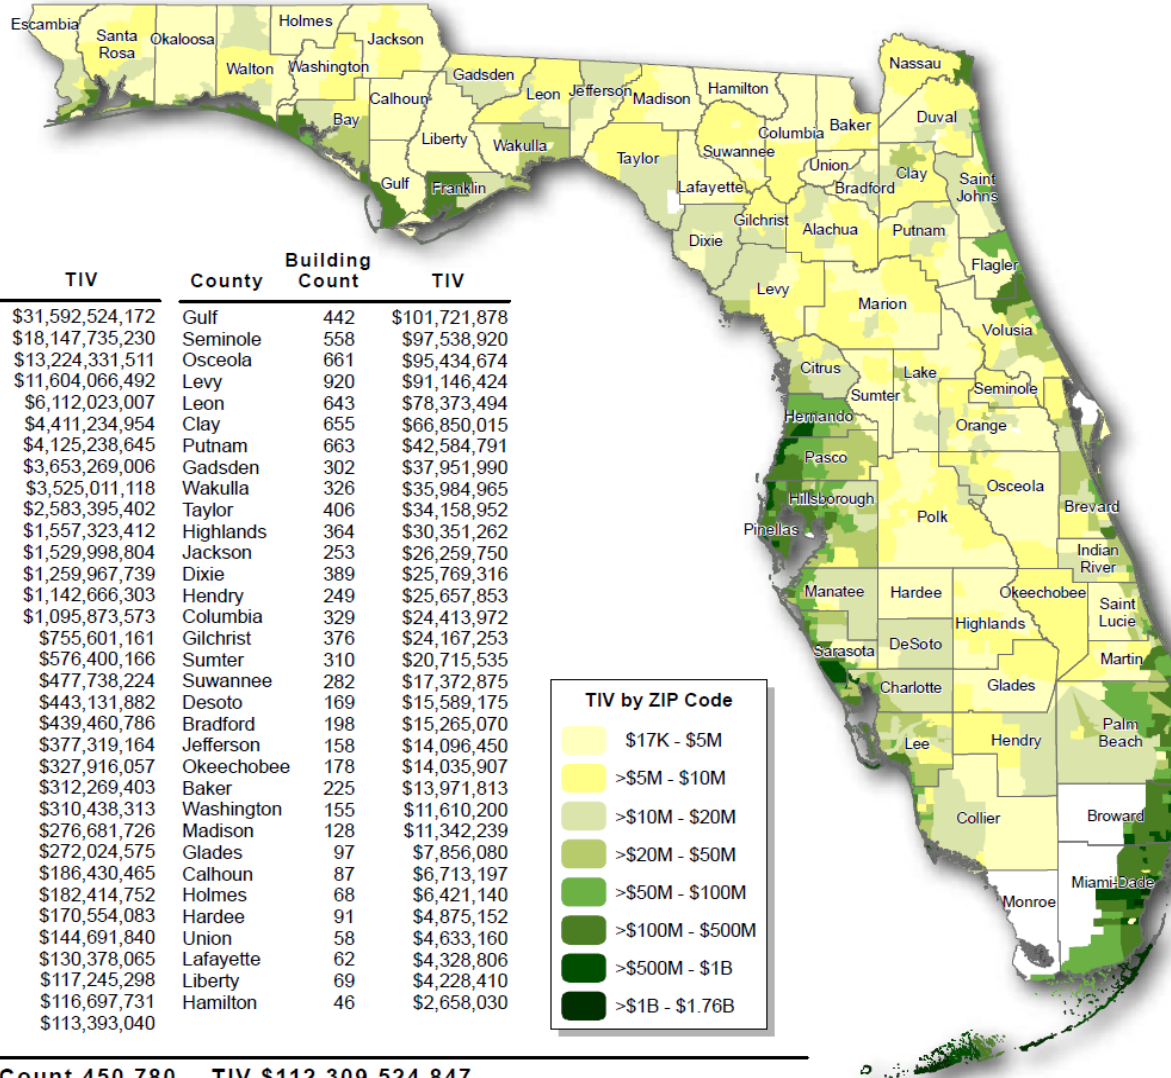 Escambia
Santa
Rosa
Okaloosa
Holmes
Walton
Washington
Jackson
Bay
Calhoun
Gulf
Liberty
Gadsden
Franklin
Wakulla
Leon
Jefferson
Madison
Taylor
Hamilton
Suwannee
Lafayette
Dixie
Columbia
Gilchrist
Baker
Union
Bradford
Nassau
Duval
Clay
Saint
Johns
Alachua
Putnam
Levy
Marion
Flagler
Volusia
Citrus
Sumter
Lake
Seminole
Hernando
Orange
Pasco
Hillsborough
Pinellas
Polk
Osceola
Brevard
Indian
River
Manatee
Hardee
Okeechobee
Highlands
Saint
Lucie
Sarasota
DeSoto
Martin
Charlotte
Glades
Lee
Hendry
Palm
Beach
Collier
Broward
Miami-Dade
Monroe
TIV County Building Count TIV
$31,592,524,172 Gulf 442 $101,721,878
$18,147,735,230 Seminole 558 $97,538,920
$13,224,331,511 Osceola 661 $95,434,674
$11,604,066,492 Levy 920 $91,146,424
$6,112,023,007 Leon 643 $78,373,494
$4,411,234,954 Clay 655 $66,850,015
$4,125,238,645 Putnam 663 $42,584,791
$3,653,269,006 Gadsden 302 $37,951,990
$3,525,011,118 Wakulla 326 $35,984,965
$2,583,395,402 Taylor 406 $34,158,952
$1,557,323,412 Highlands 364 $30,351,262
$1,529,998,804 Jackson 253 $26,259,750
$1,259,967,739 Dixie 389 $25,769,316
$1,142,666,303 Hendry 249 $25,657,853
$1,095,873,573 Columbia 329 $24,413,972
$755,601,161 Gilchrist 376 $24,167,253
$576,400,166 Sumter 310 $20,715,535
$477,738,224 Suwannee 282 $17,372,875
$443,131,882 Desoto 169 $15,589,175
$439,460,786 Bradford 198 $15,265,070
$377,319,164 Jefferson 158 $14,096,450
$327,916,057 Okeechobee 178 $14,035,907
$312,269,403 Baker 225 $13,971,813
$310,438,313 Washington 155 $11,610,200
$276,681,726 Madison 128 $11,342,239
$272,024,575 Glades 97 $7,856,080
$186,430,465 Calhoun 87 $6,713,197
$182,414,752 Holmes 68 $6,421,140
$170,554,083 Hardee 91 $4,875,152
$144,691,840 Union 58 $4,633,160
$130,378,065 Lafayette 62 $4,328,806
$117,245,298 Liberty 69 $4,228,410
$116,697,731 Hamilton 46 $2,658,030
$113,393,040
Count 450,780 TIV $112,309,524,847
TIV by ZIP Code
$17K - $5M
>$5M - $10M
>$10M - $20M
>$20M - $50M
>$50M - $100M
>$100M - $500M
>$500M - $1B
>$1B - $1.76B